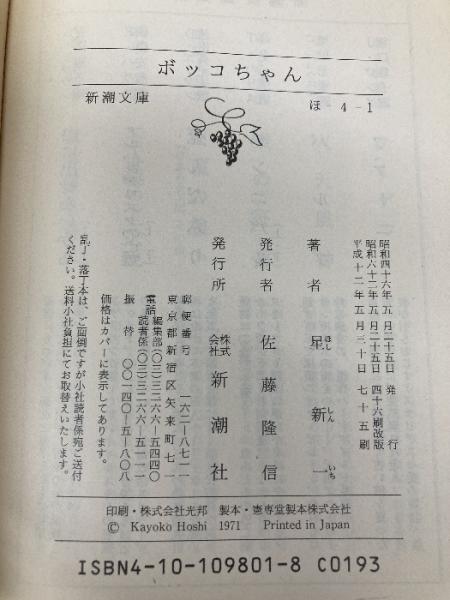 ボッコちゃん
新潮文庫
ほ 4-1
昭和四十六年五月二十五日 発行
昭和六十二年五月二十五日 四十六刷改版
平成十二年五月三十日 七十五刷
著者 星 新一
ほし しん いち
発行者 佐藤隆信
発行所 株式会社 新潮社
郵便番号 一六二-八七一一
東京都新宿区矢来町七一
電話 編集部(〇三)三二六六-五四四〇
読者係(〇三)三二六六-五一一一
振替 〇〇一四〇-五-八〇八
価格はカバーに表示してあります。
乱丁・落丁本は、ご面倒ですが小社読者係宛ご送付
ください。送料小社負担にてお取替えいたします。
印刷・株式会社光邦 製本・憲専堂製本株式会社
© Kayoko Hoshi 1971 Printed in Japan
ISBN4-10-109801-8 C0193